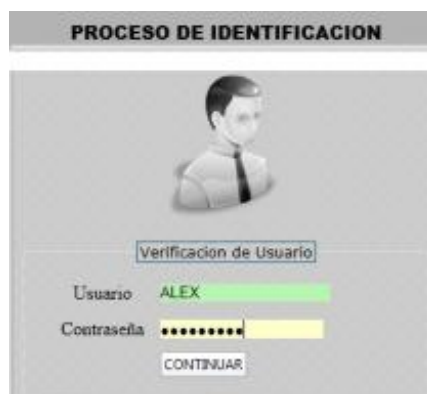 PROCESO DE IDENTIFICACION
Verificacion de Usuario
Usuario ALEX
Contraseña •••••••••
CONTINUAR